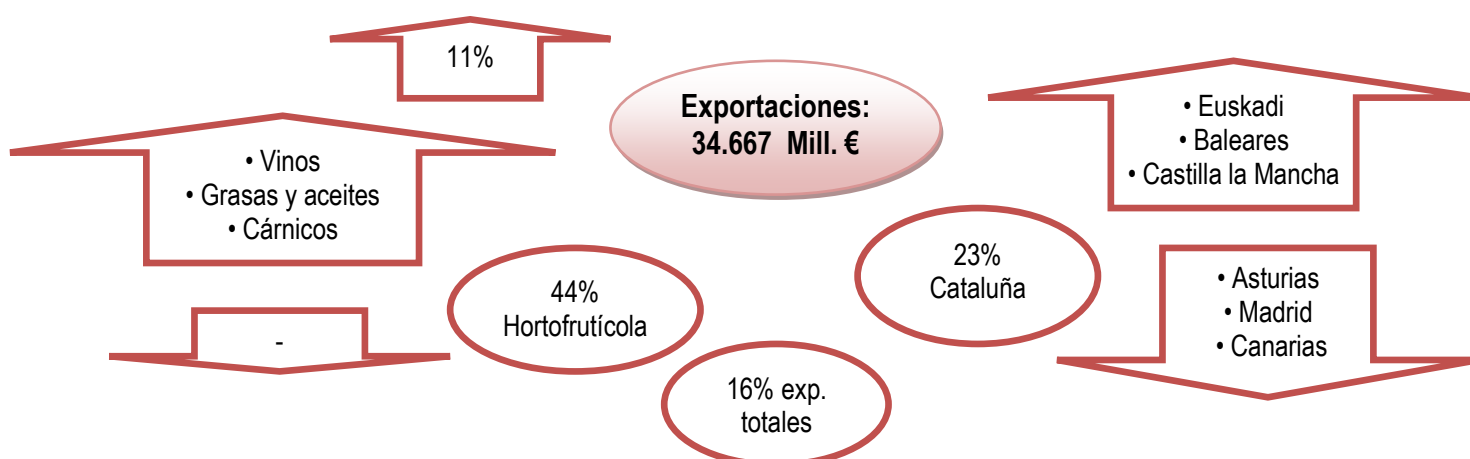 11%
Exportaciones:
34.667 Mill. €
• Vinos
• Grasas y aceites
• Cárnicos
• Euskadi
• Baleares
• Castilla la Mancha
44%
Hortofrutícola
23%
Cataluña
-
16% exp.
totales
• Asturias
• Madrid
• Canarias